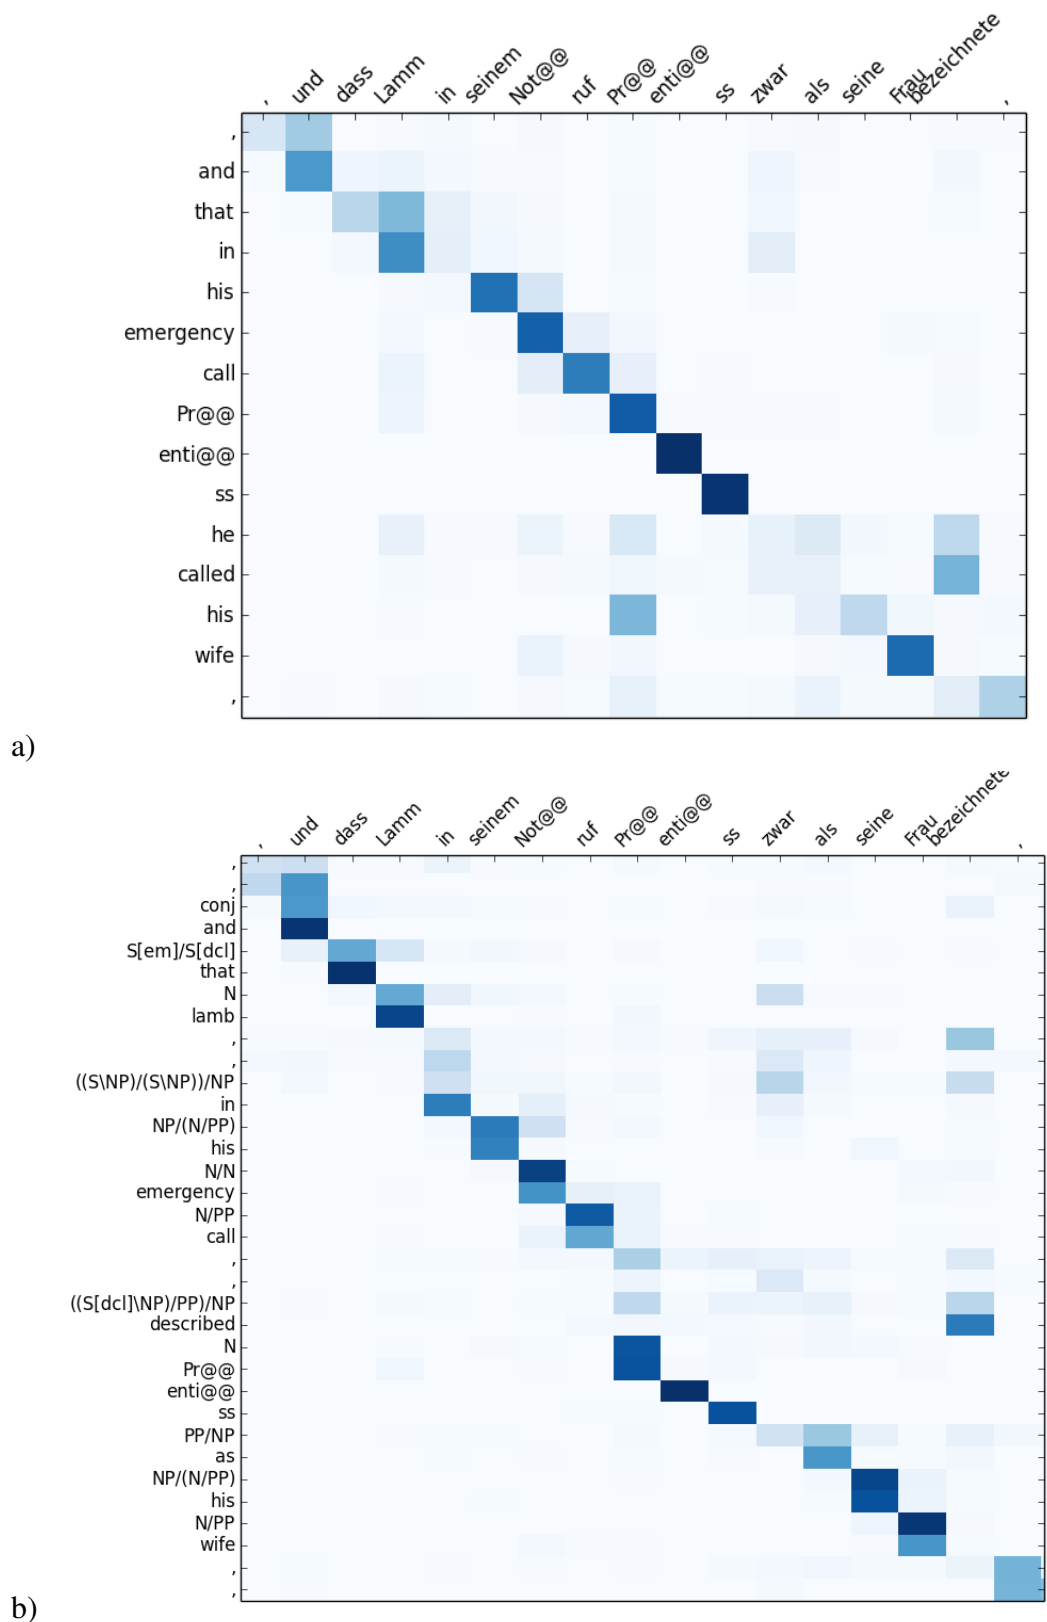 , und dass Lamm in seinem Not@@ ruf Pr@@ enti@@ ss zwar als seine Frau bezeichnete ,
,
and
that
in
his
emergency
call
Pr@@
enti@@
ss
he
called
his
wife
,
a)
, und dass Lamm in seinem Not@@ ruf Pr@@ enti@@ ss zwar als seine Frau bezeichnete ,
,
,
conj
and
S[em]/S[dcl]
that
N
lamb
,
,
((S\NP)/(S\NP))/NP
in
NP/(N/PP)
his
N/N
emergency
N/PP
call
,
,
((S[dcl]\NP)/PP)/NP
described
N
Pr@@
enti@@
ss
PP/NP
as
NP/(N/PP)
his
N/PP
wife
,
,
b)